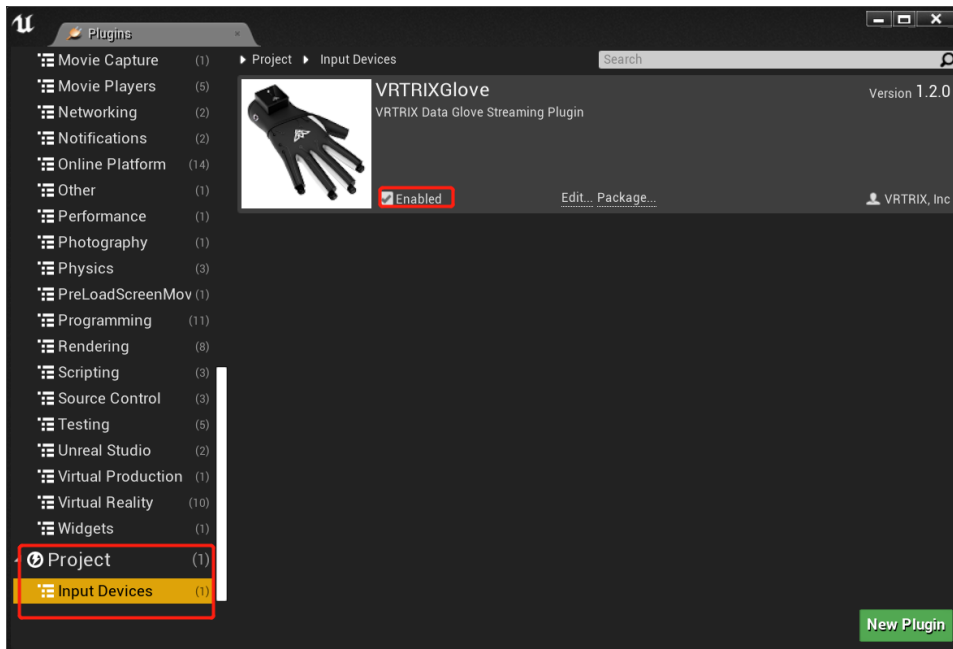 Plugins
Movie Capture (1)
Movie Players (5)
Networking (2)
Notifications (2)
Online Platform (14)
Other (1)
Performance (1)
Photography (1)
Physics (3)
PreLoadScreenMov (1)
Programming (11)
Rendering (8)
Scripting (3)
Source Control (3)
Testing (5)
Unreal Studio (2)
Virtual Production (1)
Virtual Reality (10)
Widgets (1)
Project (1)
Input Devices (1)
Project Input Devices
Search
VRTRIXGlove
Version 1.2.0
VRTRIX Data Glove Streaming Plugin
Enabled
Edit... Package...
VRTRIX, Inc
New Plugin